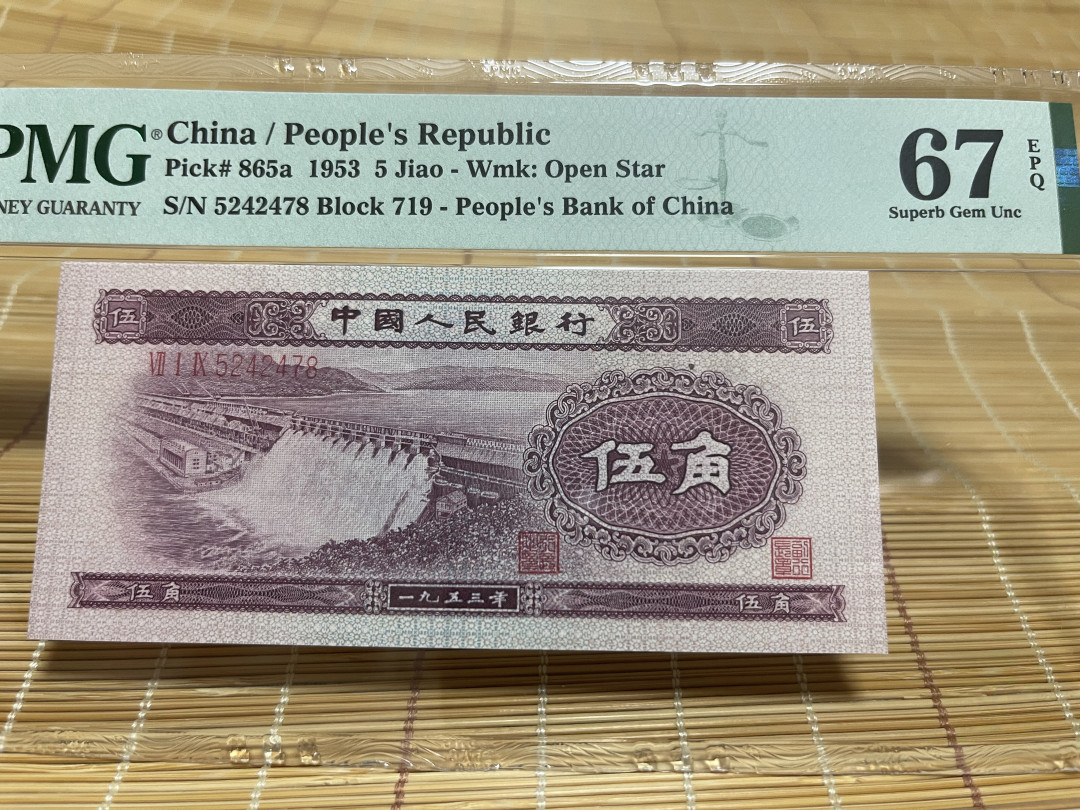 PMG® China / People's Republic
Pick# 865a 1953 5 Jiao - Wmk: Open Star
NEY GUARANTY S/N 5242478 Block 719 - People's Bank of China
67 EPQ
Superb Gem Unc
伍 中國人民銀行 伍
Ⅶ Ⅰ Ⅸ 5242478
伍角
伍角 一九五三年 伍角